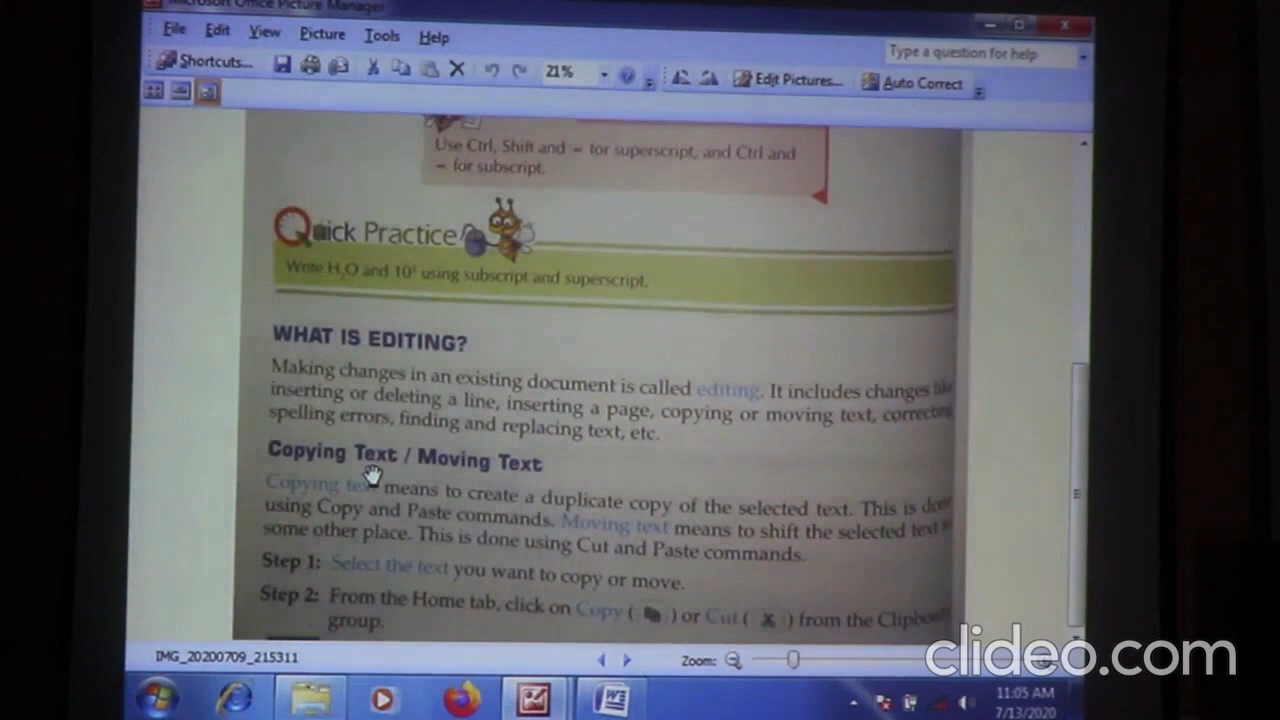 Microsoft Office Picture Manager
File Edit View Picture Tools Help
Type a question for help
Shortcuts... 21% Edit Pictures... Auto Correct
Use Ctrl, Shift and = for superscript, and Ctrl and
= for subscript.
Quick Practice
Write H₂O and 10³ using subscript and superscript.
WHAT IS EDITING?
Making changes in an existing document is called editing. It includes changes like
inserting or deleting a line, inserting a page, copying or moving text, correcting
spelling errors, finding and replacing text, etc.
Copying Text / Moving Text
Copying text means to create a duplicate copy of the selected text. This is done
using Copy and Paste commands. Moving text means to shift the selected text
some other place. This is done using Cut and Paste commands.
Step 1: Select the text you want to copy or move.
Step 2: From the Home tab, click on Copy ( ) or Cut ( ) from the Clipboard
group.
IMG_20200709_215311
Zoom:
clideo.com
11:05 AM
7/13/2020